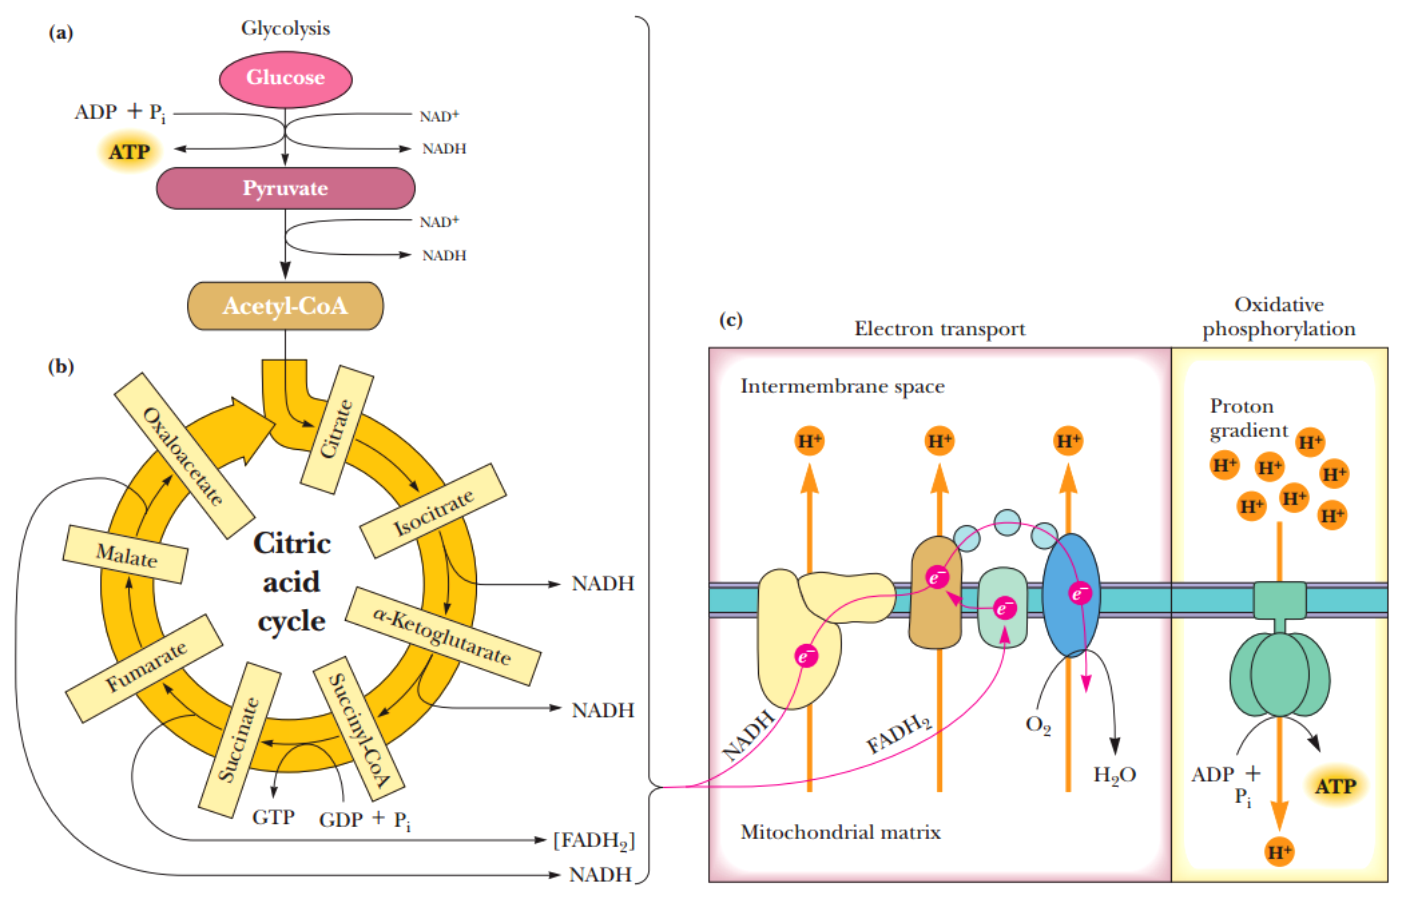 (a)
Glycolysis
Glucose
ADP + Pi
NAD+
ATP
NADH
Pyruvate
NAD+
NADH
Acetyl-CoA
(b)
Citric
acid
cycle
Citrate
Isocitrate
NADH
α-Ketoglutarate
NADH
Succinyl-CoA
GTP
GDP + Pi
Succinate
[FADH2]
Fumarate
Malate
NADH
Oxaloacetate
(c)
Electron transport
Intermembrane space
H+
H+
H+
e−
e−
e−
e−
NADH
FADH2
O2
H2O
Mitochondrial matrix
Oxidative
phosphorylation
Proton
gradient
H+
H+
H+
H+
H+
H+
H+
ADP +
Pi
ATP
H+